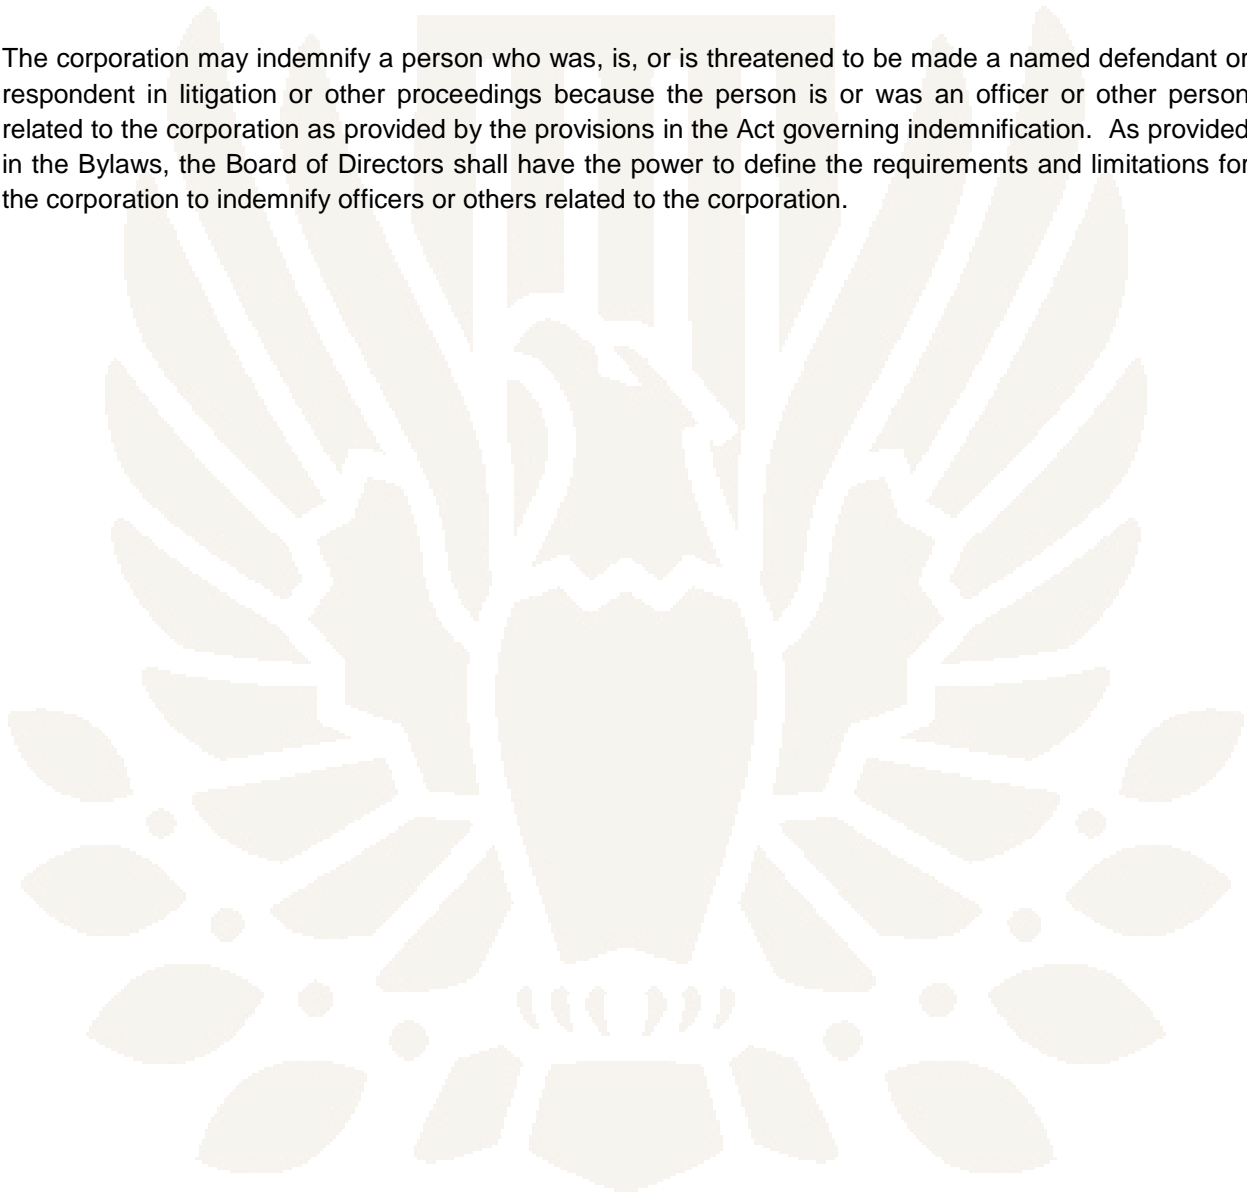 The corporation may indemnify a person who was, is, or is threatened to be made a named defendant or
respondent in litigation or other proceedings because the person is or was an officer or other person
related to the corporation as provided by the provisions in the Act governing indemnification.  As provided
in the Bylaws, the Board of Directors shall have the power to define the requirements and limitations for
the corporation to indemnify officers or others related to the corporation.